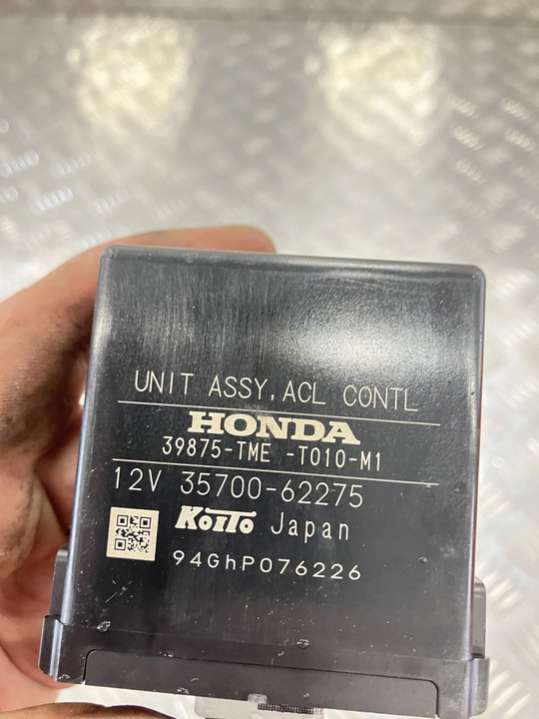 UNIT ASSY, ACL CONTL
HONDA
39875-TME -T010-M1
12V 35700-62275
KOITO Japan
94GhP076226